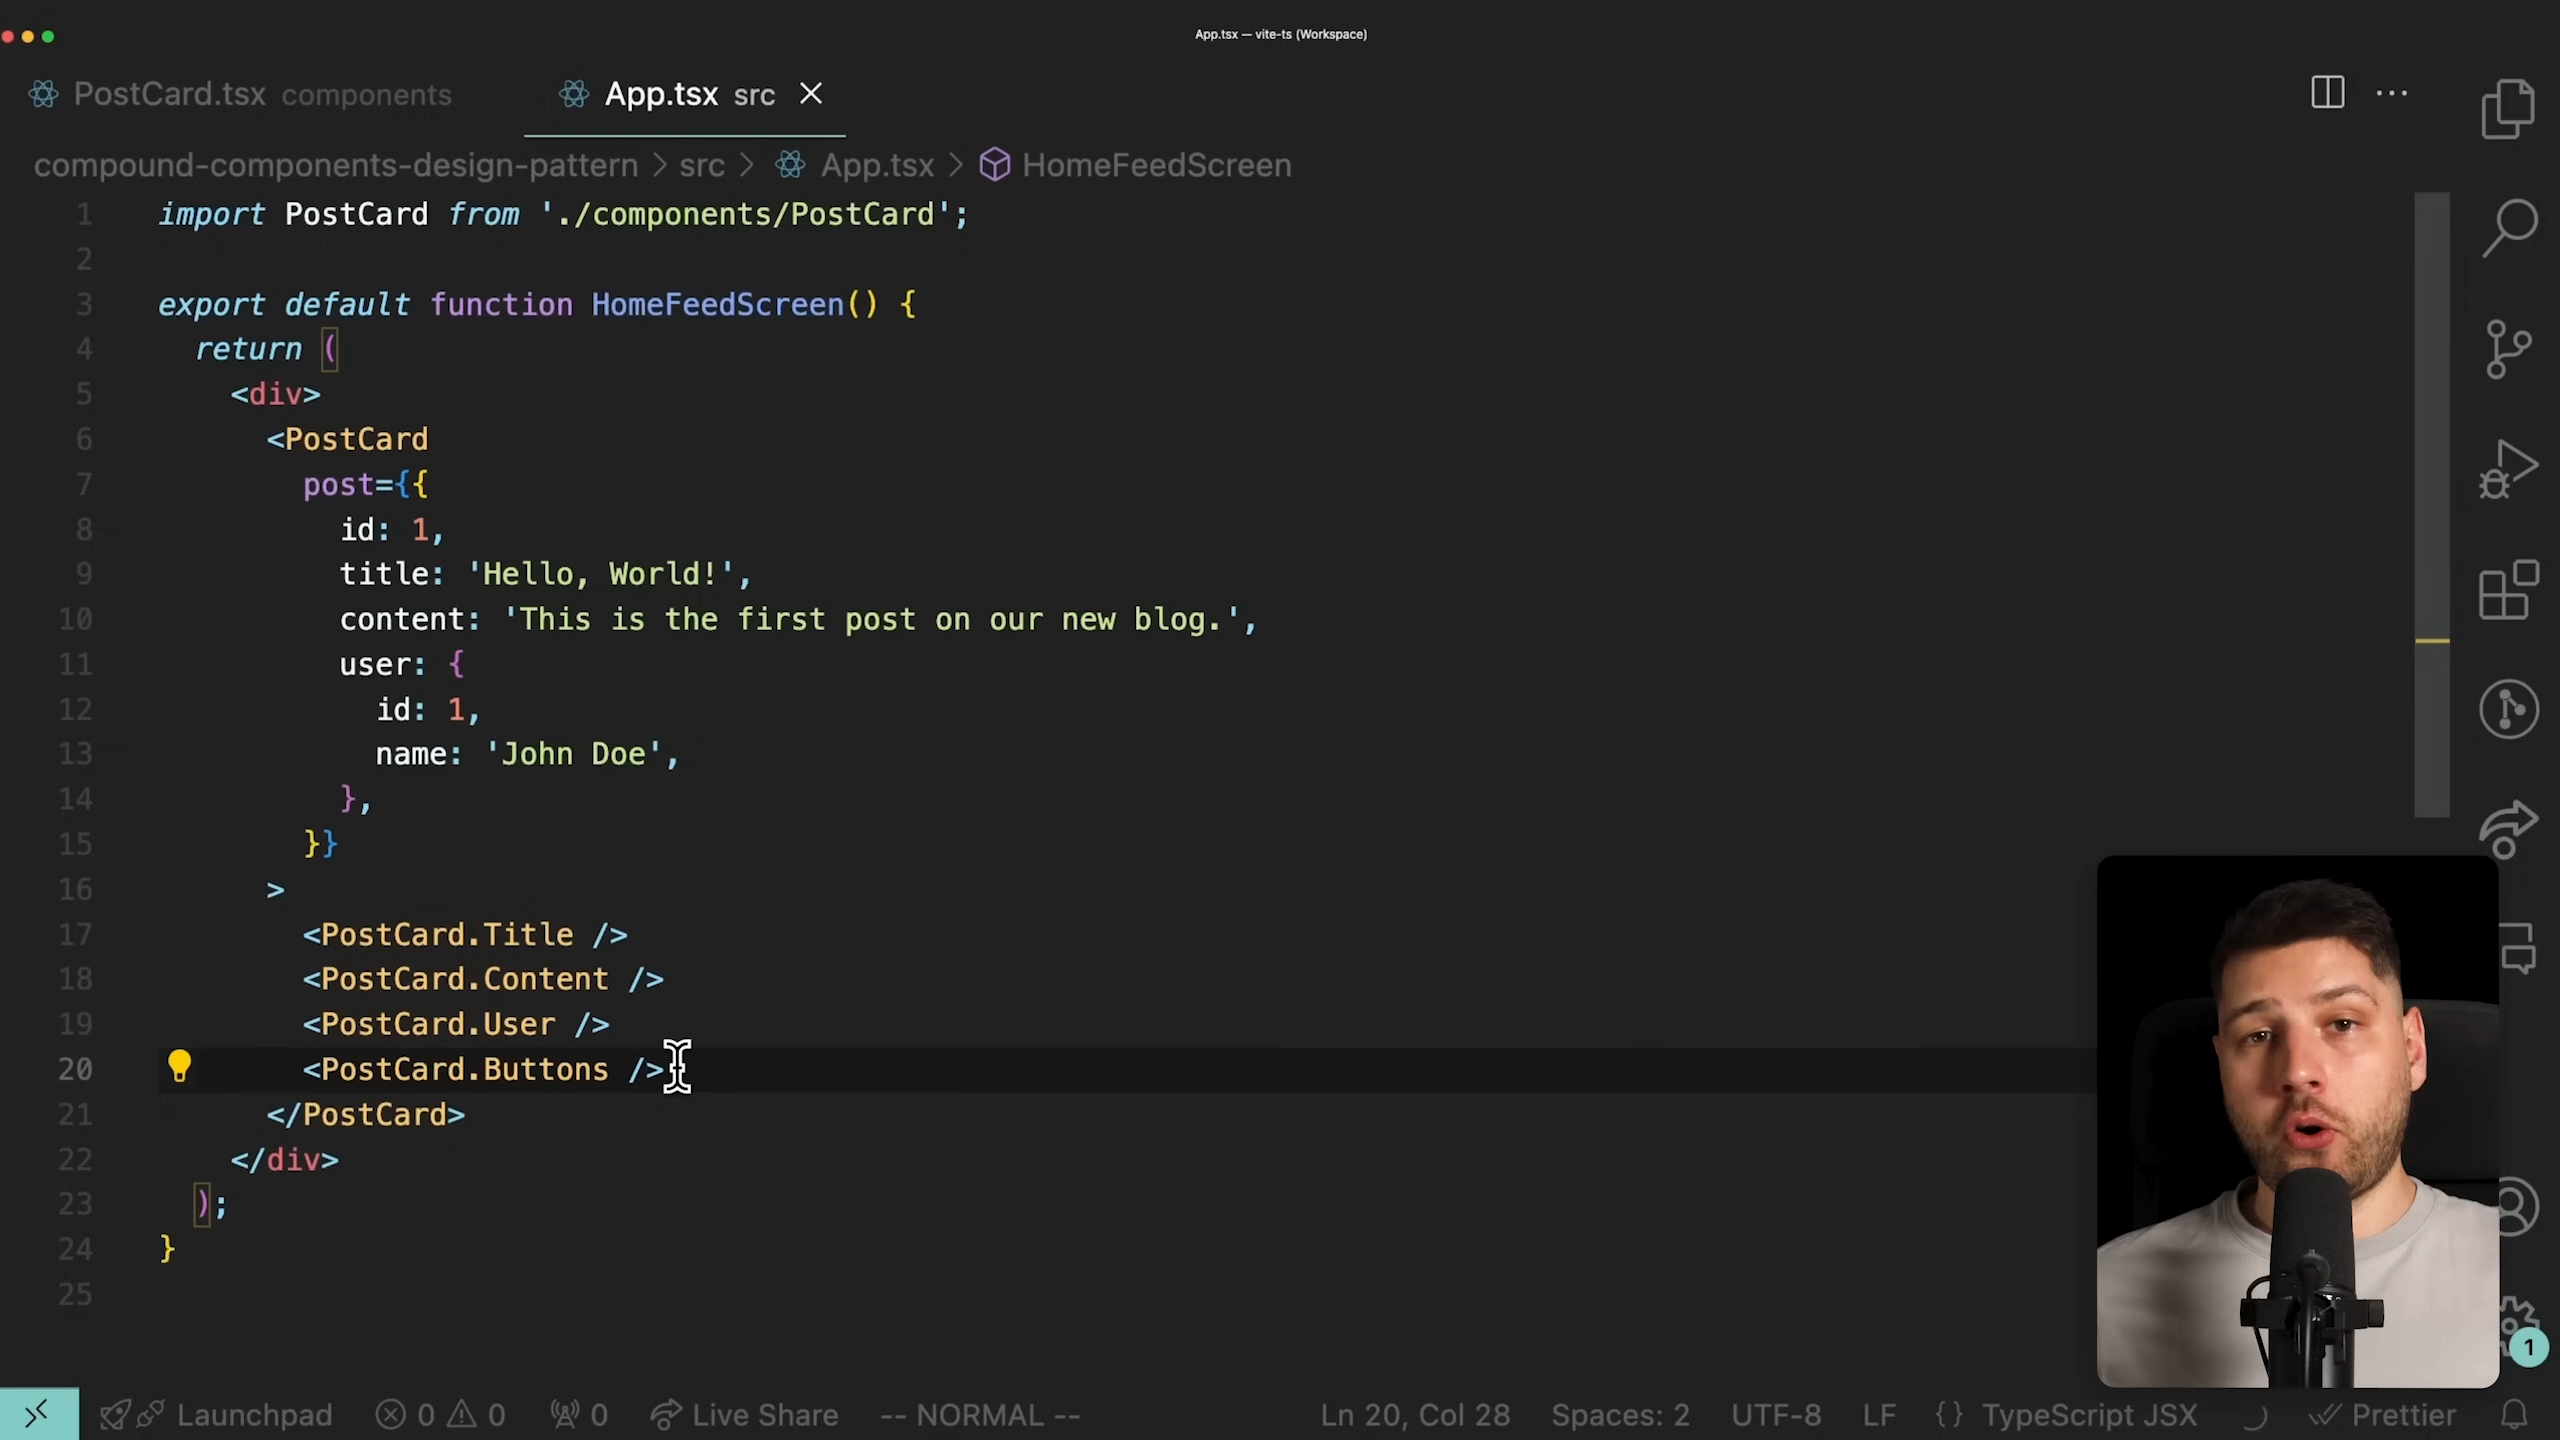 App.tsx — vite-ts (Workspace)
PostCard.tsx components
App.tsx src
compound-components-design-pattern > src > App.tsx > HomeFeedScreen
1 import PostCard from './components/PostCard';
2
3 export default function HomeFeedScreen() {
4 return (
5 <div>
6 <PostCard
7 post={{
8 id: 1,
9 title: 'Hello, World!',
10 content: 'This is the first post on our new blog.',
11 user: {
12 id: 1,
13 name: 'John Doe',
14 },
15 }}
16 >
17 <PostCard.Title />
18 <PostCard.Content />
19 <PostCard.User />
20 <PostCard.Buttons />
21 </PostCard>
22 </div>
23 );
24 }
25
1
Launchpad 0 0 0 Live Share -- NORMAL -- Ln 20, Col 28 Spaces: 2 UTF-8 LF {} TypeScript JSX Prettier